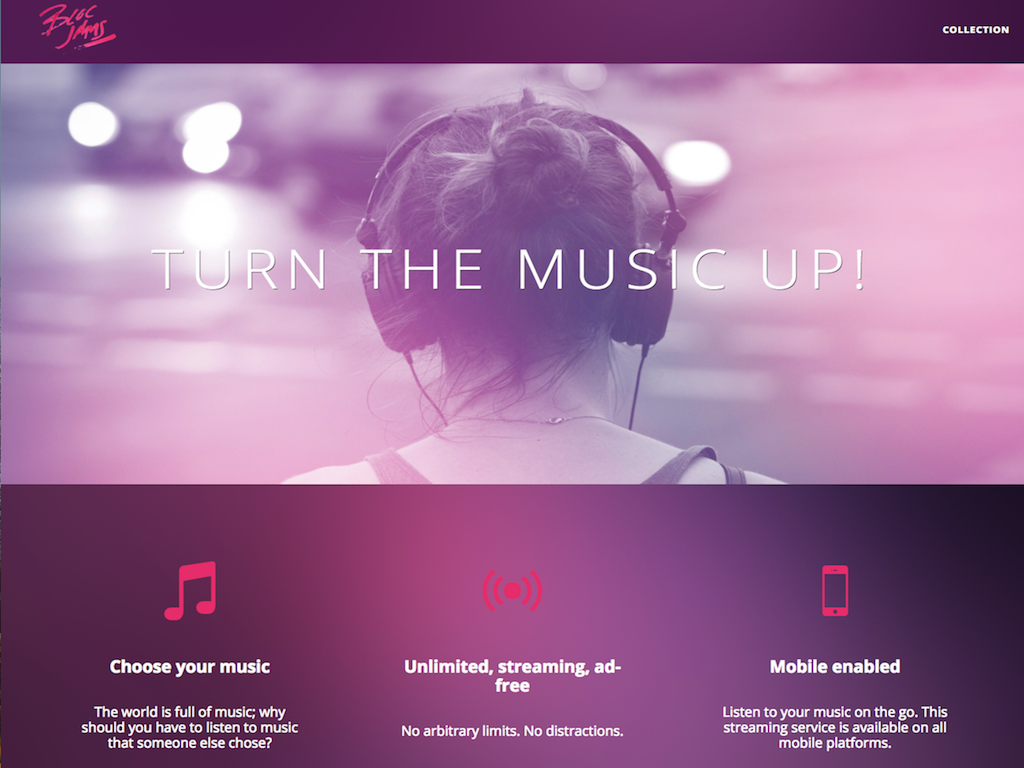 BLOC
JAMS
COLLECTION
TURN THE MUSIC UP!
Choose your music
The world is full of music; why
should you have to listen to music
that someone else chose?
Unlimited, streaming, ad-
free
No arbitrary limits. No distractions.
Mobile enabled
Listen to your music on the go. This
streaming service is available on all
mobile platforms.